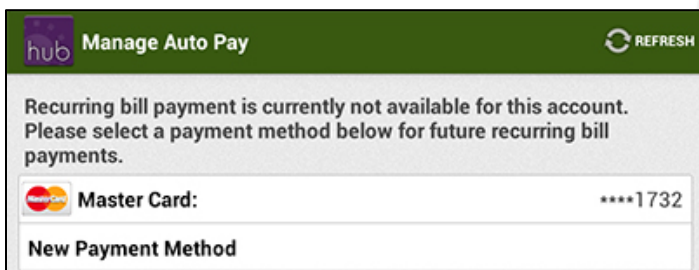 hub Manage Auto Pay REFRESH
Recurring bill payment is currently not available for this account.
Please select a payment method below for future recurring bill
payments.
MasterCard Master Card: ****1732
New Payment Method